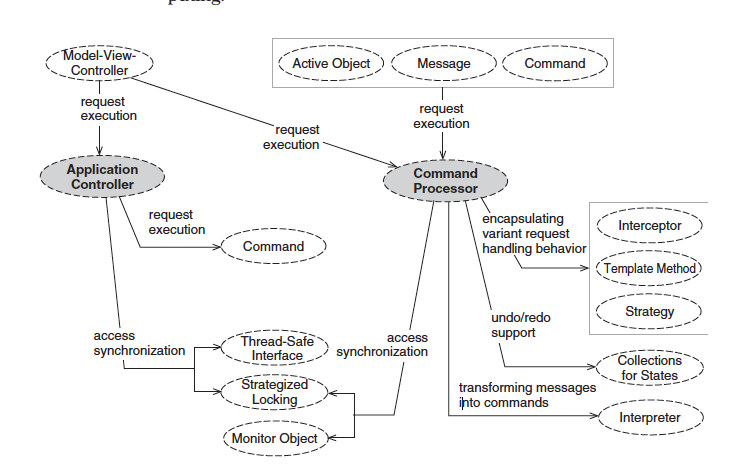 Model-View-
Controller
Active Object
Message
Command
request
execution
request
execution
request
execution
Application
Controller
Command
Processor
request
execution
Command
encapsulating
variant request
handling behavior
Interceptor
Template Method
Strategy
undo/redo
support
access
synchronization
Thread-Safe
Interface
access
synchronization
Collections
for States
Strategized
Locking
transforming messages
into commands
Interpreter
Monitor Object